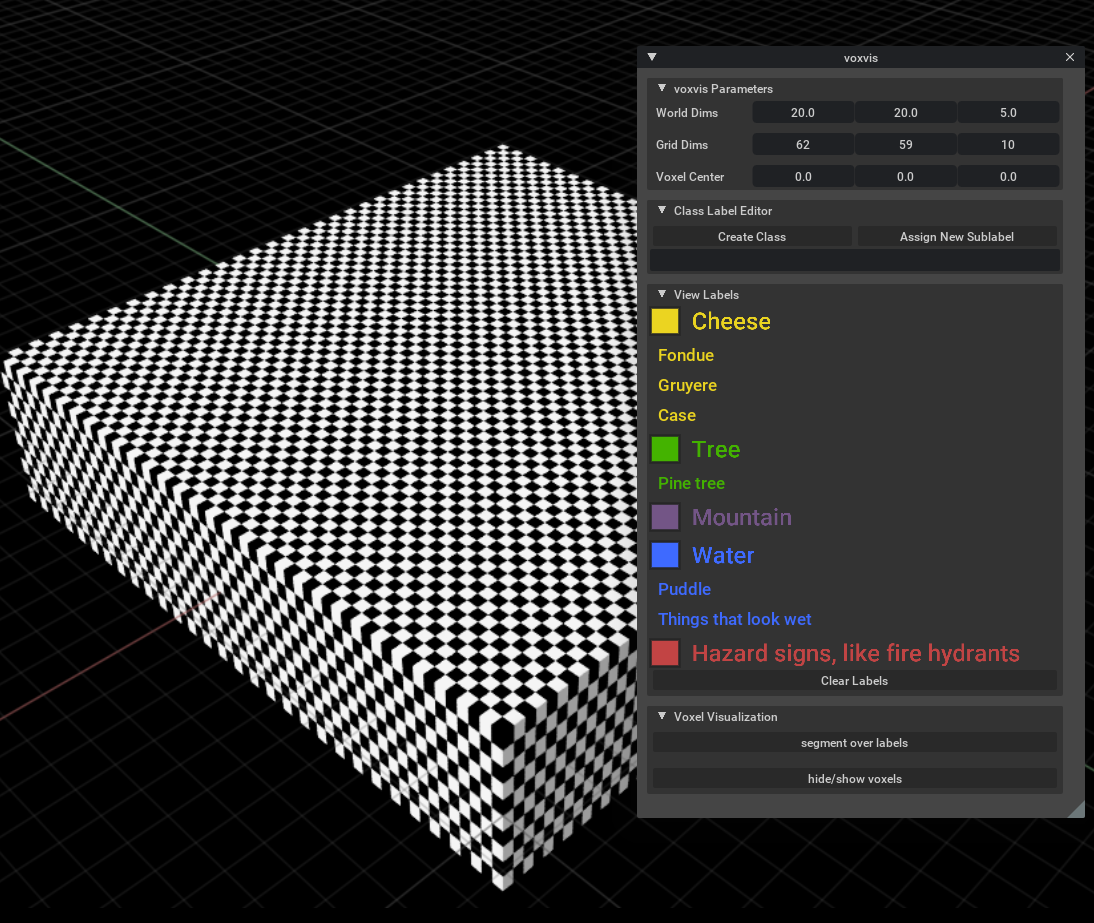 voxvis
voxvis Parameters
World Dims 20.0 20.0 5.0
Grid Dims 62 59 10
Voxel Center 0.0 0.0 0.0
Class Label Editor
Create Class Assign New Sublabel
View Labels
Cheese
Fondue
Gruyere
Case
Tree
Pine tree
Mountain
Water
Puddle
Things that look wet
Hazard signs, like fire hydrants
Clear Labels
Voxel Visualization
segment over labels
hide/show voxels